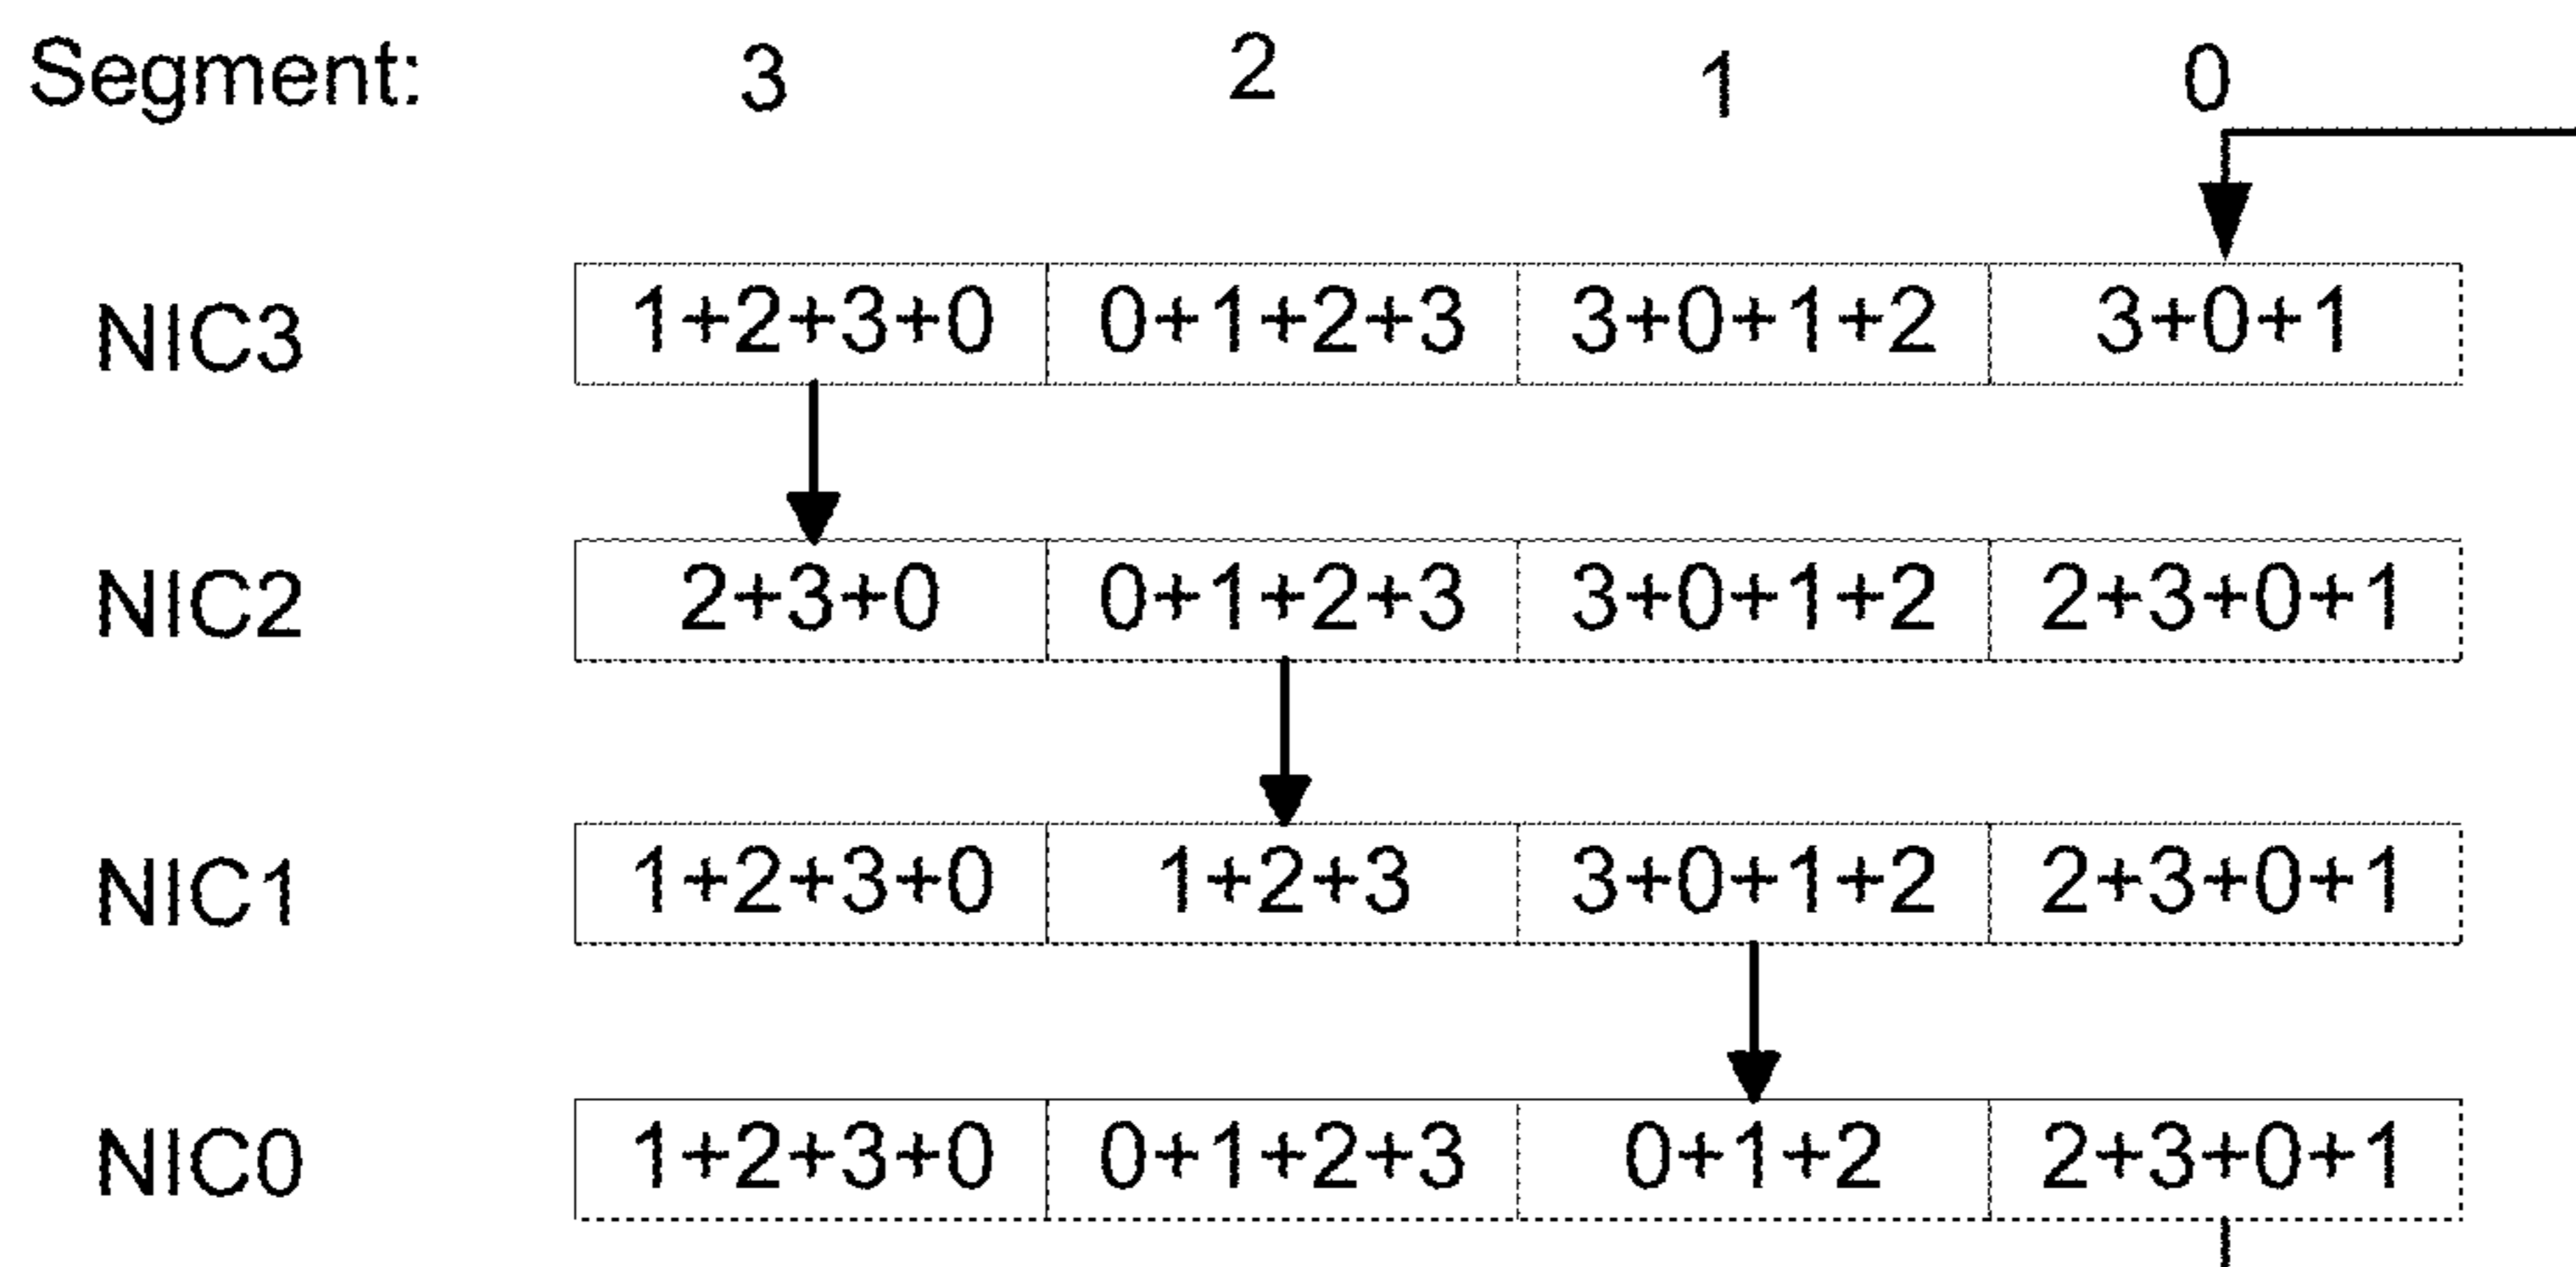 Segment: 3 2 1 0
NIC3 1+2+3+0 0+1+2+3 3+0+1+2 3+0+1
NIC2 2+3+0 0+1+2+3 3+0+1+2 2+3+0+1
NIC1 1+2+3+0 1+2+3 3+0+1+2 2+3+0+1
NIC0 1+2+3+0 0+1+2+3 0+1+2 2+3+0+1